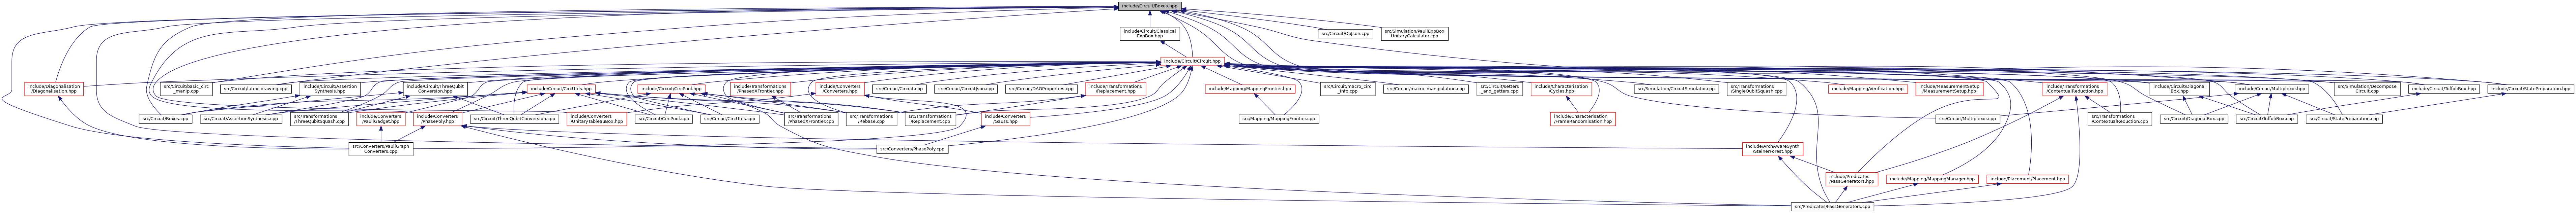 include/Circuit/Boxes.hpp
include/Circuit/Classical
ExpBox.hpp
src/Circuit/OpJson.cpp
src/Simulation/PauliExpBox
UnitaryCalculator.cpp
include/Circuit/Circuit.hpp
include/Diagonalisation
/Diagonalisation.hpp
src/Circuit/basic_circ
_manip.cpp
src/Circuit/latex_drawing.cpp
include/Circuit/Assertion
Synthesis.hpp
include/Circuit/ThreeQubit
Conversion.hpp
include/Circuit/CircUtils.hpp
include/Circuit/CircPool.hpp
include/Transformations
/PhasedXFrontier.hpp
include/Converters
/Converters.hpp
src/Circuit/Circuit.cpp
src/Circuit/CircuitJson.cpp
src/Circuit/DAGProperties.cpp
include/Transformations
/Replacement.hpp
include/Mapping/MappingFrontier.hpp
src/Circuit/macro_circ
_info.cpp
src/Circuit/macro_manipulation.cpp
src/Circuit/setters
_and_getters.cpp
include/Characterisation
/Cycles.hpp
src/Simulation/CircuitSimulator.cpp
src/Transformations
/SingleQubitSquash.cpp
include/Mapping/Verification.hpp
include/MeasurementSetup
/MeasurementSetup.hpp
include/Transformations
/ContextualReduction.hpp
include/Circuit/Diagonal
Box.hpp
include/Circuit/Multiplexor.hpp
src/Simulation/Decompose
Circuit.cpp
include/Circuit/ToffoliBox.hpp
include/Circuit/StatePreparation.hpp
src/Circuit/Boxes.cpp
src/Circuit/AssertionSynthesis.cpp
src/Transformations
/ThreeQubitSquash.cpp
include/Converters
/PauliGadget.hpp
include/Converters
/PhasePoly.hpp
src/Circuit/ThreeQubitConversion.cpp
include/Converters
/UnitaryTableauBox.hpp
src/Circuit/CircPool.cpp
src/Circuit/CircUtils.cpp
src/Transformations
/PhasedXFrontier.cpp
src/Transformations
/Rebase.cpp
src/Transformations
/Replacement.cpp
include/Converters
/Gauss.hpp
src/Mapping/MappingFrontier.cpp
include/Characterisation
/FrameRandomisation.hpp
src/Circuit/Multiplexor.cpp
src/Transformations
/ContextualReduction.cpp
src/Circuit/DiagonalBox.cpp
src/Circuit/ToffoliBox.cpp
src/Circuit/StatePreparation.cpp
src/Converters/PauliGraph
Converters.cpp
src/Converters/PhasePoly.cpp
include/ArchAwareSynth
/SteinerForest.hpp
include/Predicates
/PassGenerators.hpp
include/Mapping/MappingManager.hpp
include/Placement/Placement.hpp
src/Predicates/PassGenerators.cpp